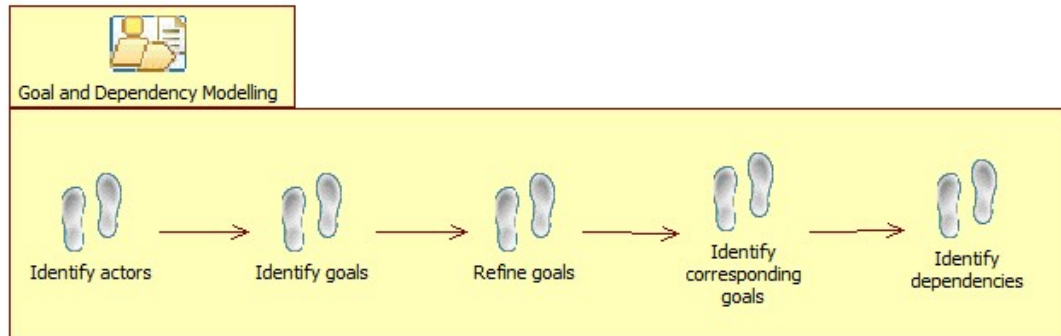 Goal and Dependency Modelling
Identify actors
Identify goals
Refine goals
Identify
corresponding
goals
Identify
dependencies